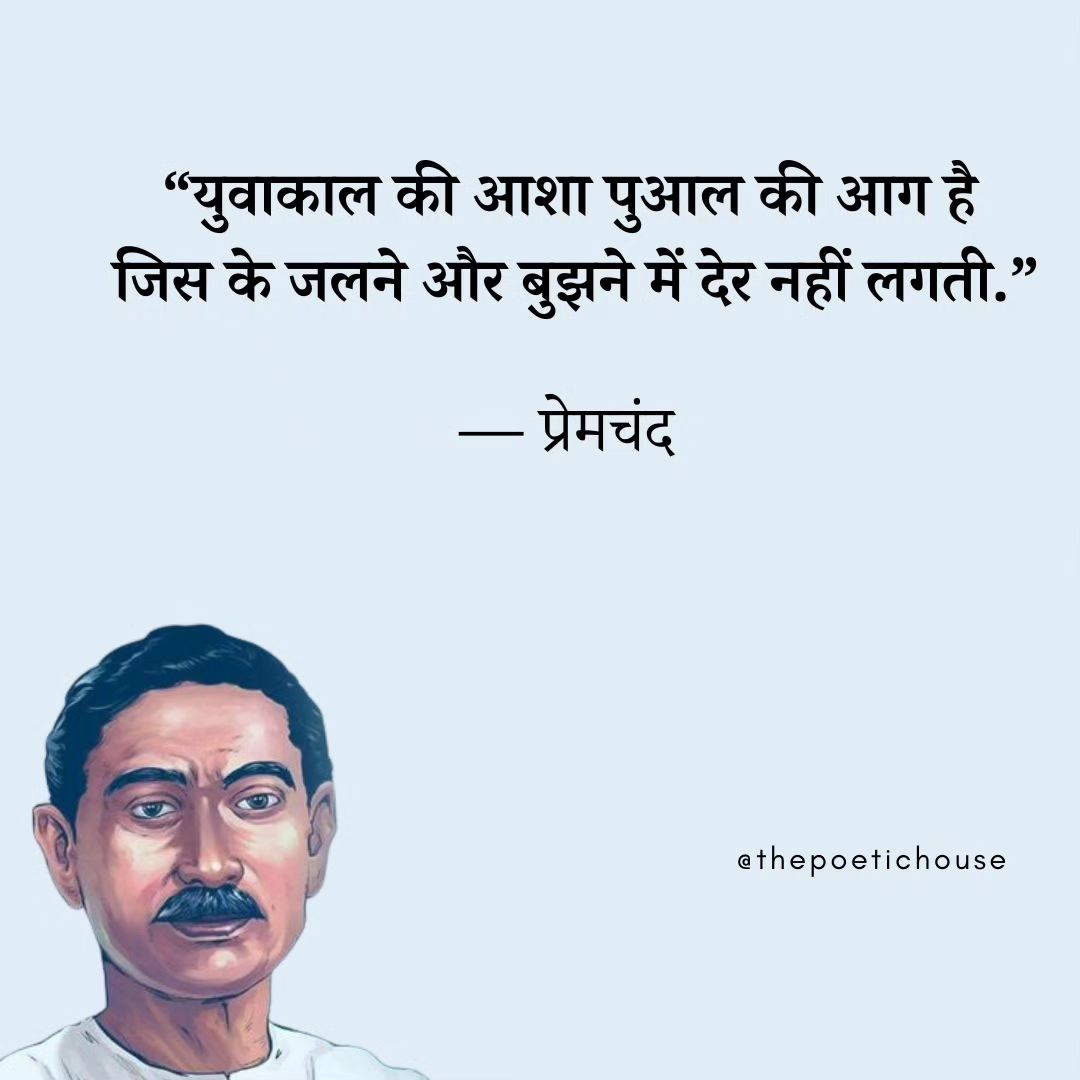 “युवाकाल की आशा पुआल की आग है
जिस के जलने और बुझने में देर नहीं लगती.”
— प्रेमचंद
@thepoetichouse